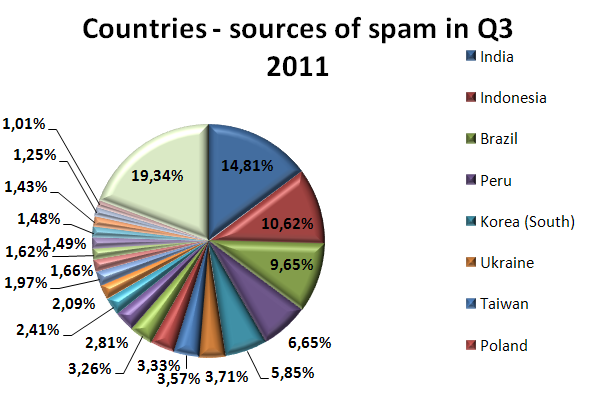 Countries - sources of spam in Q3
2011
India
Indonesia
Brazil
Peru
Korea (South)
Ukraine
Taiwan
Poland
14,81%
10,62%
9,65%
6,65%
5,85%
3,71%
3,57%
3,33%
3,26%
2,81%
2,41%
2,09%
1,97%
1,66%
1,62%
1,49%
1,48%
1,43%
1,25%
1,01%
19,34%